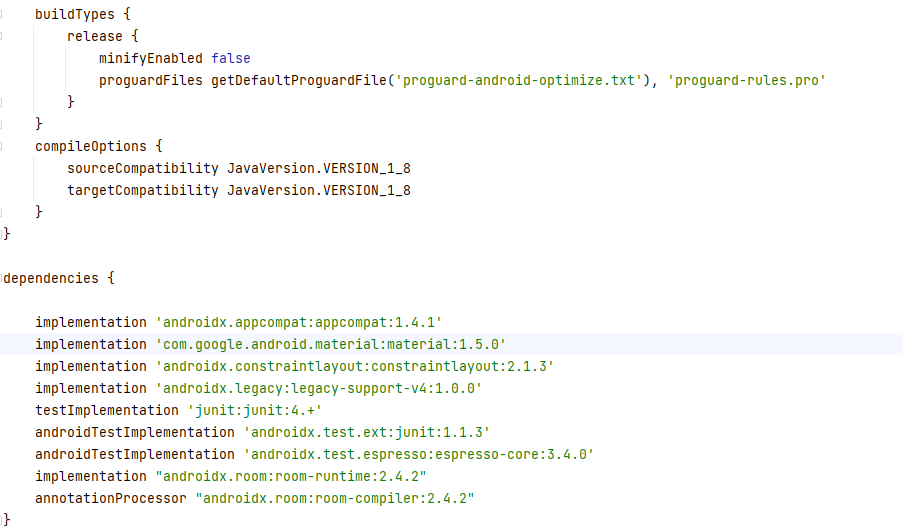 buildTypes {
release {
minifyEnabled false
proguardFiles getDefaultProguardFile('proguard-android-optimize.txt'), 'proguard-rules.pro'
}
}
compileOptions {
sourceCompatibility JavaVersion.VERSION_1_8
targetCompatibility JavaVersion.VERSION_1_8
}
}
dependencies {
implementation 'androidx.appcompat:appcompat:1.4.1'
implementation 'com.google.android.material:material:1.5.0'
implementation 'androidx.constraintlayout:constraintlayout:2.1.3'
implementation 'androidx.legacy:legacy-support-v4:1.0.0'
testImplementation 'junit:junit:4.+'
androidTestImplementation 'androidx.test.ext:junit:1.1.3'
androidTestImplementation 'androidx.test.espresso:espresso-core:3.4.0'
implementation "androidx.room:room-runtime:2.4.2"
annotationProcessor "androidx.room:room-compiler:2.4.2"
}